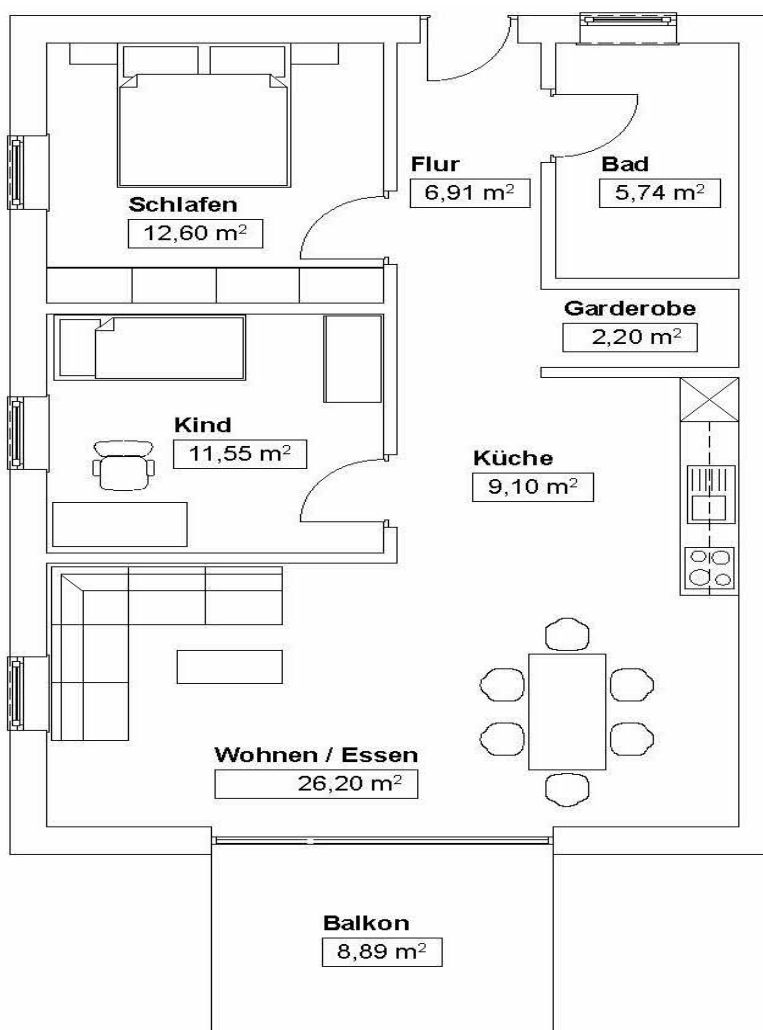 Flur
6,91 m²
Bad
5,74 m²
Schlafen
12,60 m²
Garderobe
2,20 m²
Kind
11,55 m²
Küche
9,10 m²
Wohnen / Essen
26,20 m²
Balkon
8,89 m²